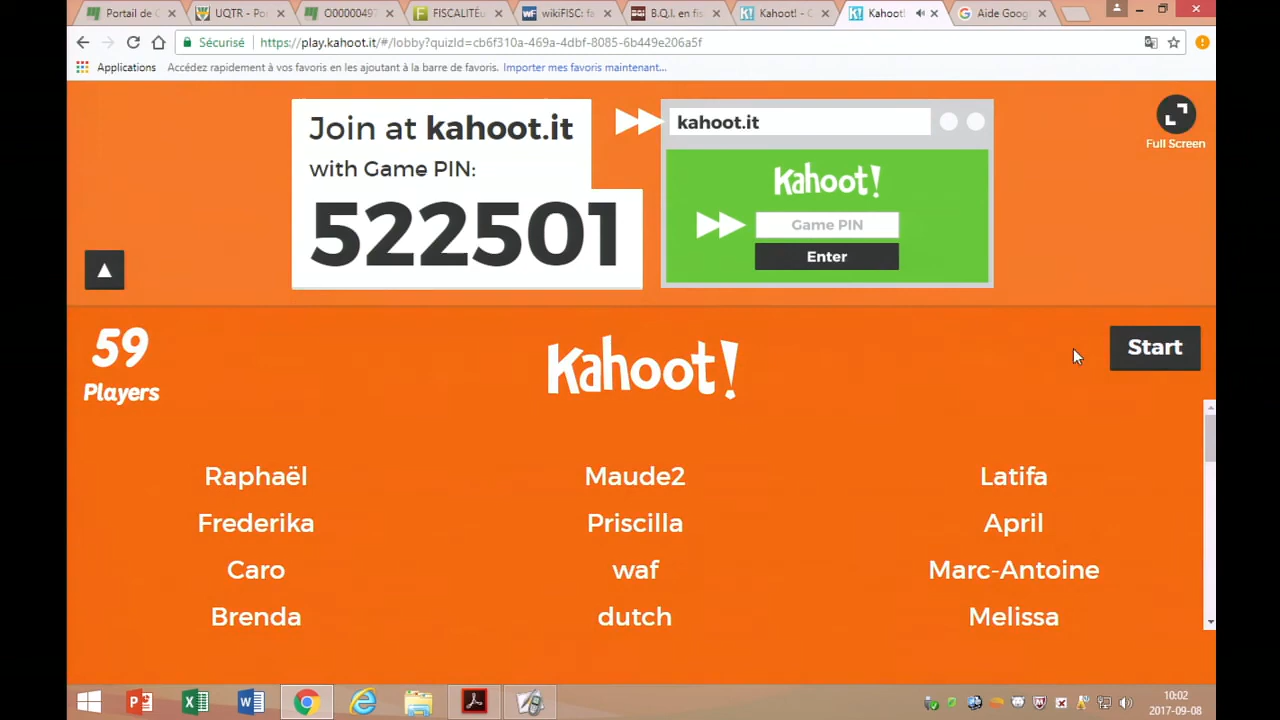 Portail de C
UQTR - Po
O00000497
FISCALITÉ
wikiFISC: fa
B.Q.I. en fis
Kahoot! - C
Kahoot!
Aide Goog
Sécurisé
https://play.kahoot.it/#/lobby?quizId=cb6f310a-469a-4dbf-8085-6b449e206a5f
Applications
Accédez rapidement à vos favoris en les ajoutant à la barre de favoris. Importer mes favoris maintenant...
Join at kahoot.it
with Game PIN:
522501
kahoot.it
Kahoot!
Game PIN
Enter
Full Screen
59
Players
Kahoot!
Start
Raphaël
Maude2
Latifa
Frederika
Priscilla
April
Caro
waf
Marc-Antoine
Brenda
dutch
Melissa
10:02
2017-09-08